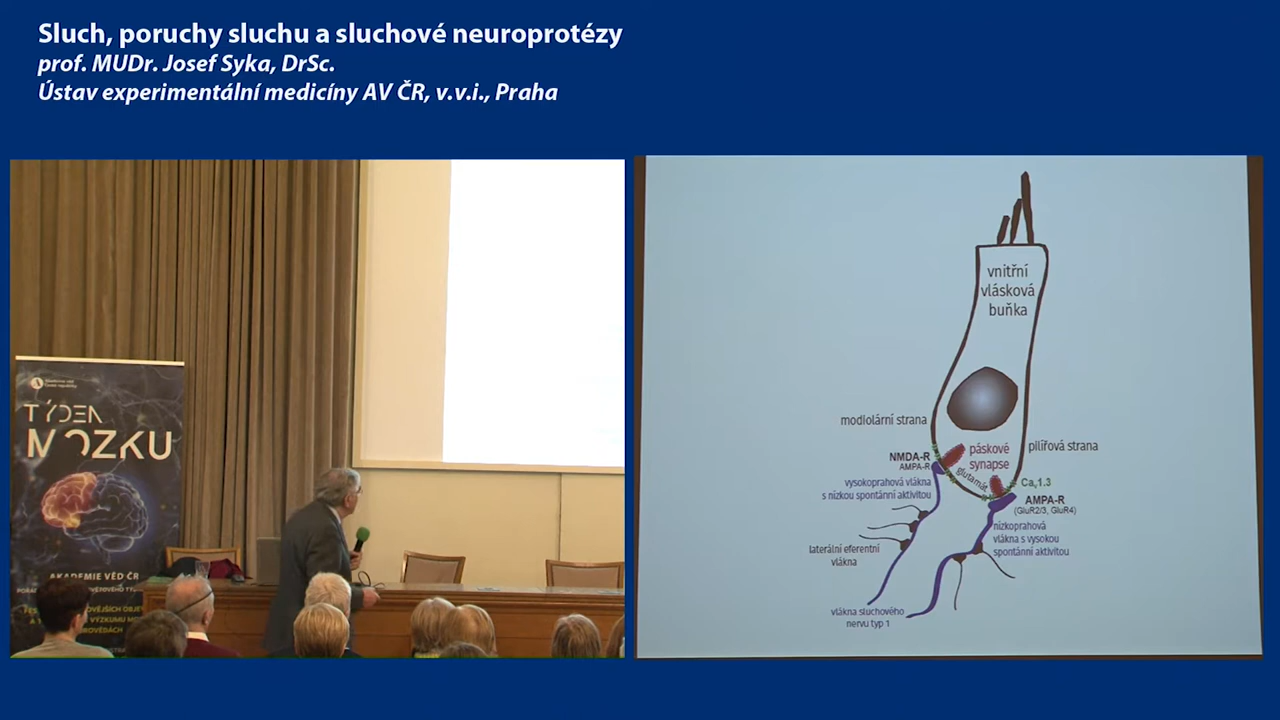 Sluch, poruchy sluchu a sluchové neuroprotézy
prof. MUDr. Josef Syka, DrSc.
Ústav experimentální medicíny AV ČR, v.v.i., Praha
TÝDEN
MOZKU
AKADEMIE VĚD ČR
vnitřní
vlásková
buňka
modiolární strana
pilířová strana
NMDA-R
AMPA-R
páskové
synapse
glutamát
vysokoprahová vlákna
s nízkou spontánní aktivitou
Ca,1.3
AMPA-R
(GluR2/3, GluR4)
nízkoprahová
vlákna s vysokou
spontánní aktivitou
laterální eferentní
vlákna
vlákna sluchového
nervu typ 1